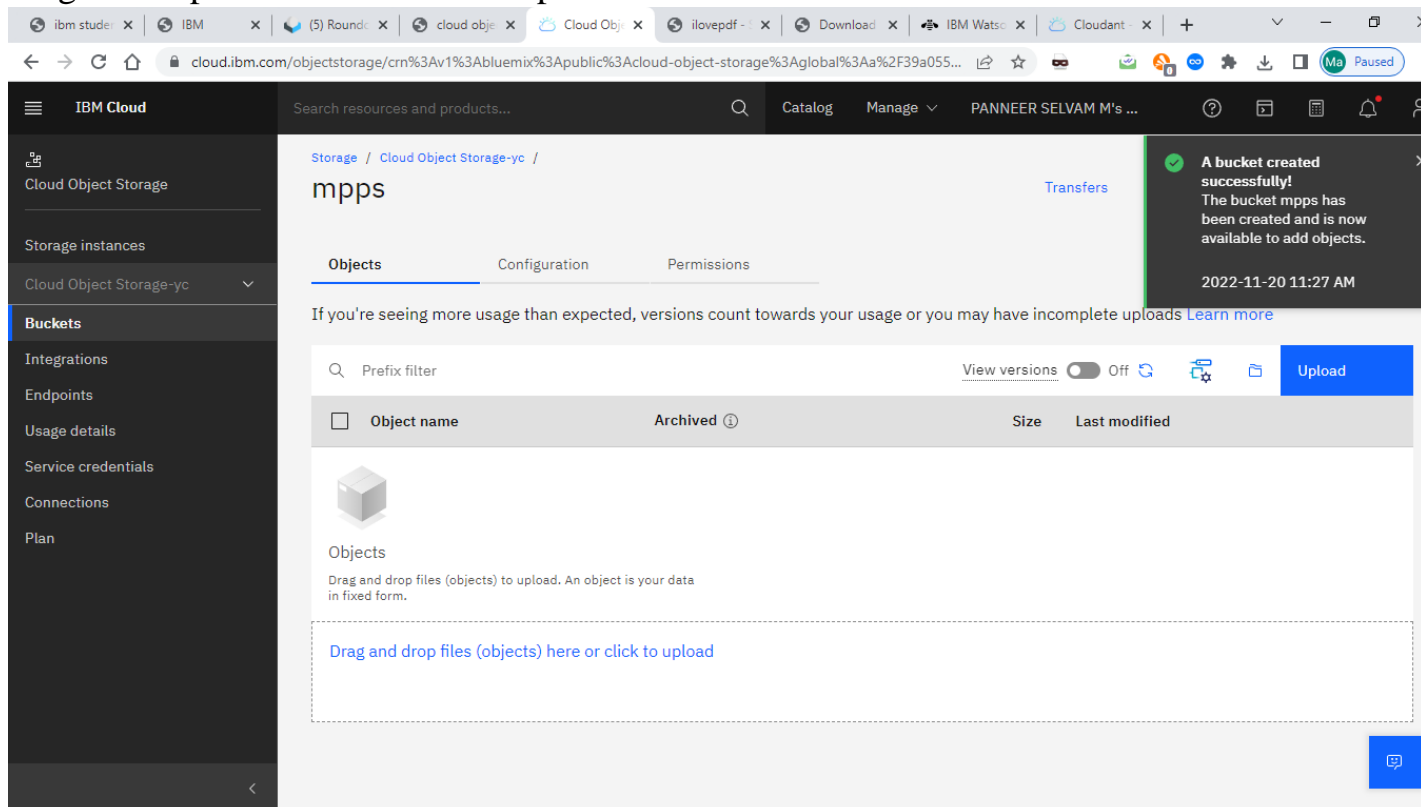 ibm studen
IBM
(5) Roundc
cloud obje
Cloud Obje
ilovepdf - S
Download
IBM Watso
Cloudant -
cloud.ibm.com/objectstorage/crn%3Av1%3Abluemix%3Apublic%3Acloud-object-storage%3Aglobal%3Aa%2F39a055...
0
Ma Paused
IBM Cloud
Search resources and products...
Catalog
Manage
PANNEER SELVAM M's ...
Cloud Object Storage
Storage instances
Cloud Object Storage-yc
Buckets
Integrations
Endpoints
Usage details
Service credentials
Connections
Plan
Storage / Cloud Object Storage-yc /
mpps
Transfers
A bucket created
successfully!
The bucket mpps has
been created and is now
available to add objects.
2022-11-20 11:27 AM
Objects
Configuration
Permissions
If you're seeing more usage than expected, versions count towards your usage or you may have incomplete uploads Learn more
Prefix filter
View versions
Off
Upload
Object name
Archived
Size
Last modified
Objects
Drag and drop files (objects) to upload. An object is your data
in fixed form.
Drag and drop files (objects) here or click to upload